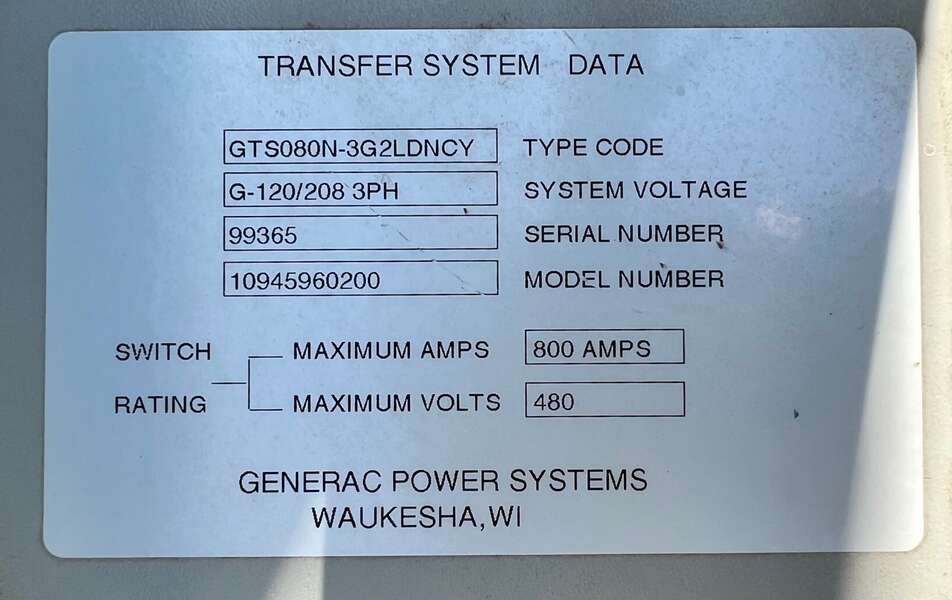 TRANSFER SYSTEM DATA
GTS080N-3G2LDNCY TYPE CODE
G-120/208 3PH SYSTEM VOLTAGE
99365 SERIAL NUMBER
10945960200 MODEL NUMBER
SWITCH MAXIMUM AMPS 800 AMPS
RATING MAXIMUM VOLTS 480
GENERAC POWER SYSTEMS
WAUKESHA,WI